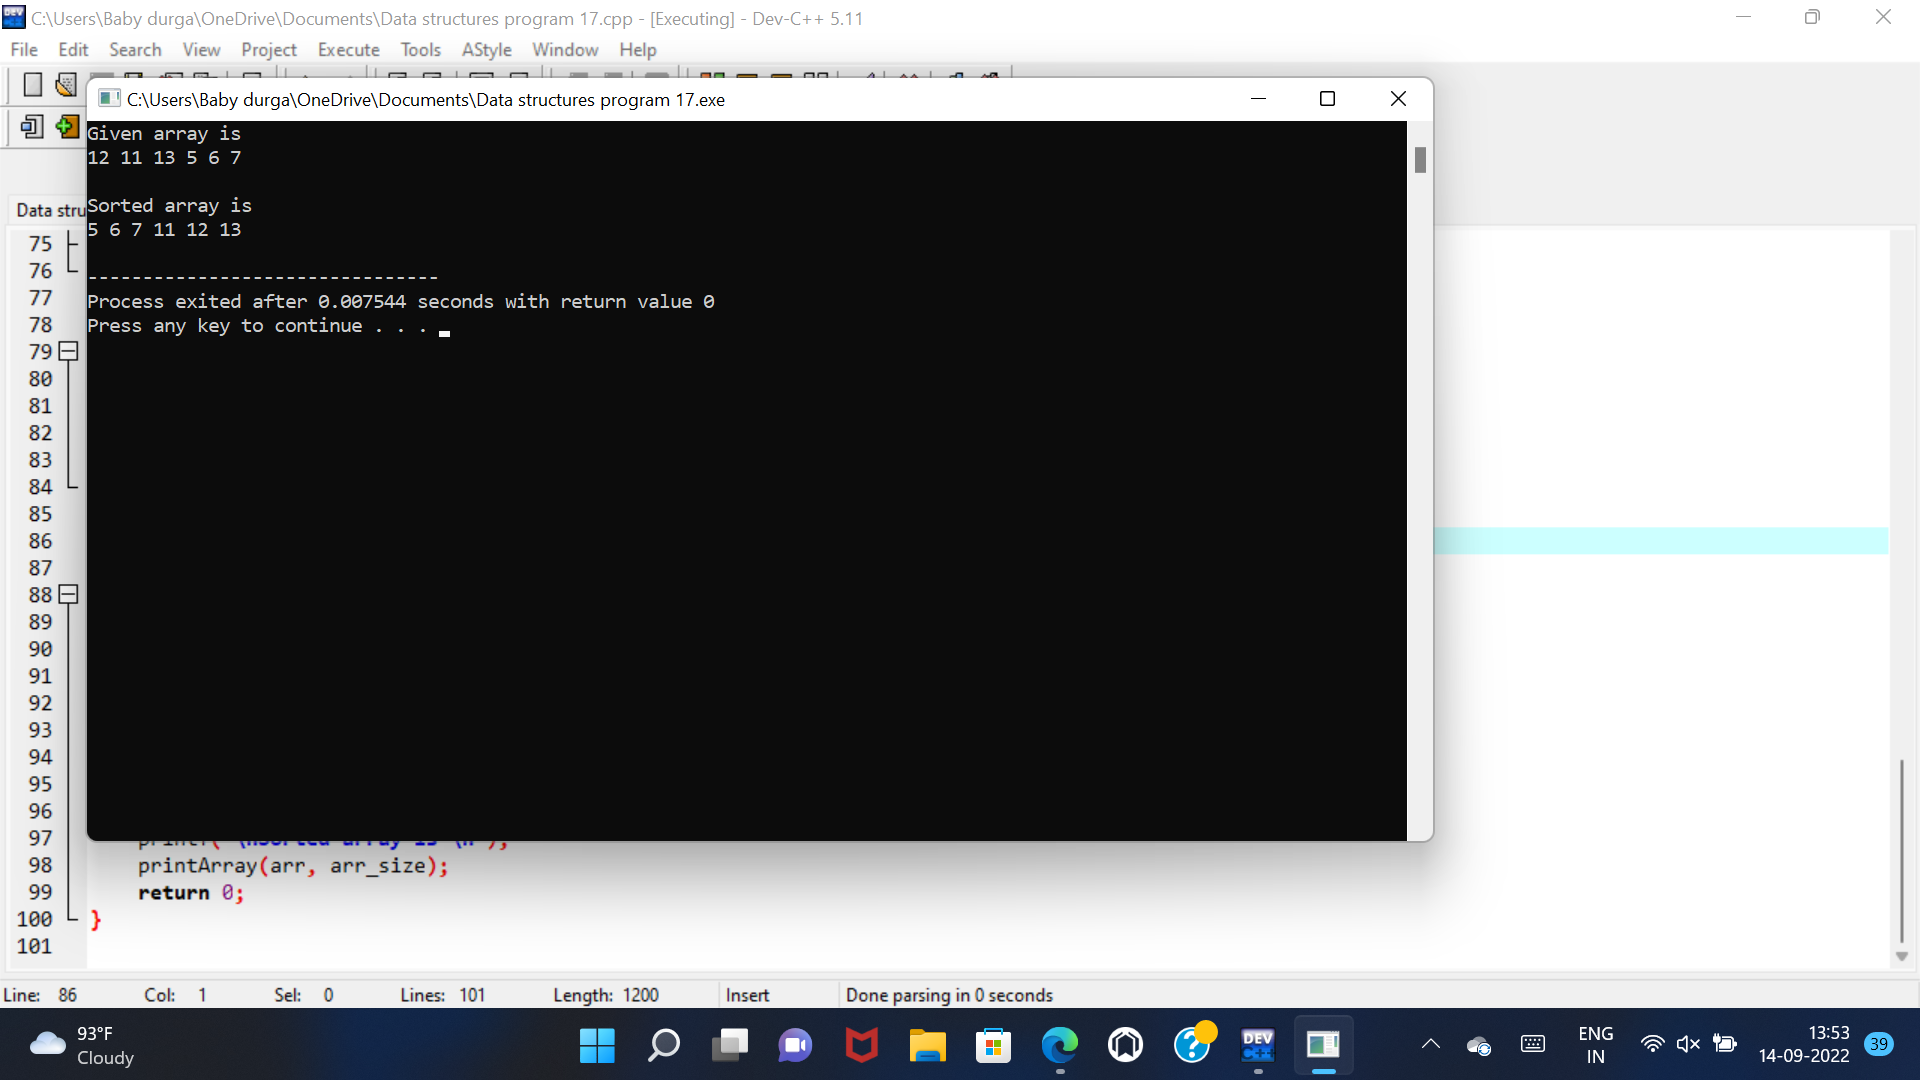 C:\Users\Baby durga\OneDrive\Documents\Data structures program 17.cpp - [Executing] - Dev-C++ 5.11
File Edit Search View Project Execute Tools AStyle Window Help
C:\Users\Baby durga\OneDrive\Documents\Data structures program 17.exe
Given array is
12 11 13 5 6 7
Sorted array is
5 6 7 11 12 13
--------------------------------
Process exited after 0.007544 seconds with return value 0
Press any key to continue . . .
Data stru
75
76
77
78
79
80
81
82
83
84
85
86
87
88
89
90
91
92
93
94
95
96
97 printf("\nSorted array is \n");
98 printArray(arr, arr_size);
99 return 0;
100 }
101
Line: 86 Col: 1 Sel: 0 Lines: 101 Length: 1200 Insert Done parsing in 0 seconds
93°F
Cloudy
DEV
C++
ENG
IN
13:53
14-09-2022
39